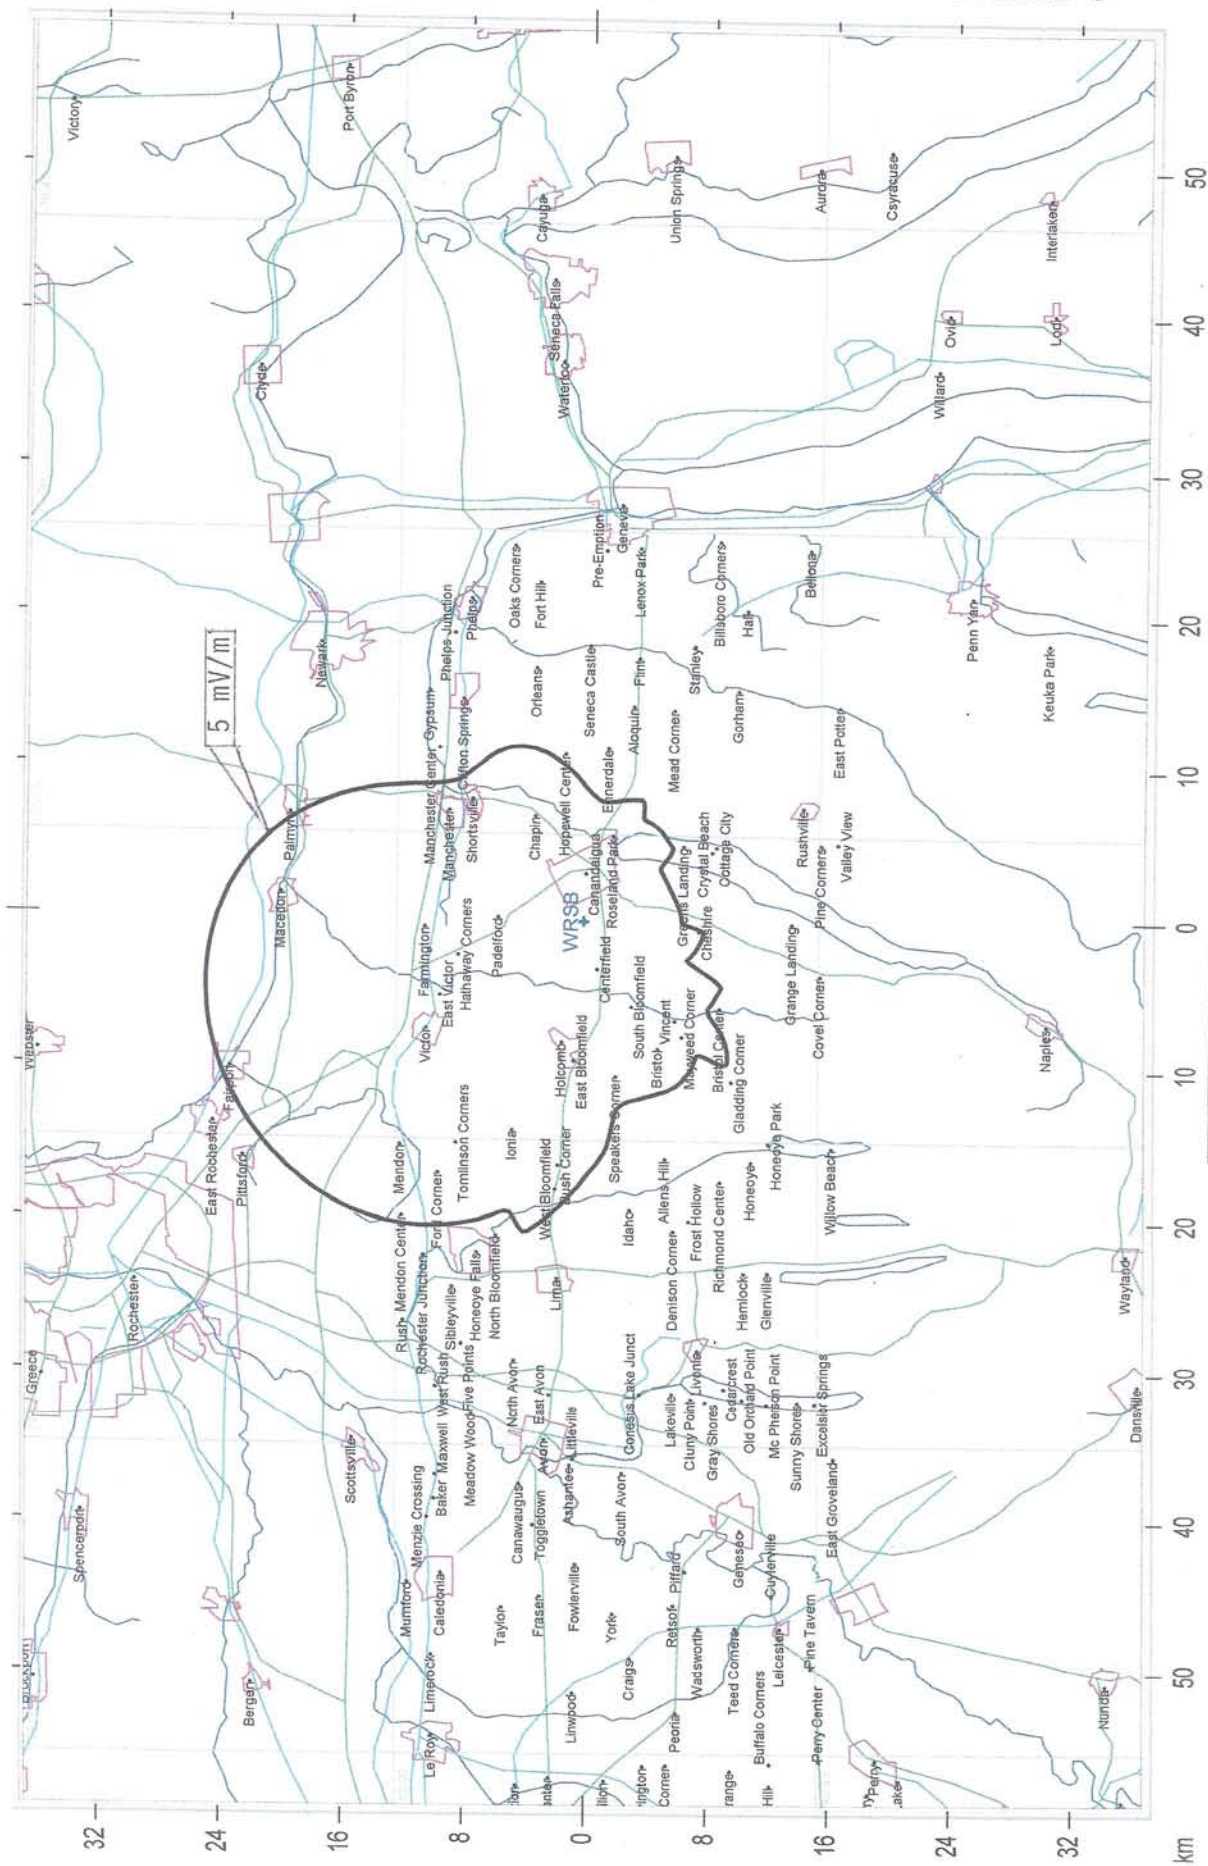 Victory
Port Byron
Webster
Clyde
Greece
Rochester
East Rochester
Fairport
Pittsford
Macedon
Palmyra
5 mV/m
Newark
Spencerport
Brockport
Bergen
Scottsville
Mumford
Menzie Crossing
Caledonia
Limerock
Le Roy
Baker
Maxwell
West Rush
Rochester Junction
Rush
Mendon Center
Mendon
Sibleyville
Honeoye Falls
North Bloomfield
Five Points
Meadow Wood
Tomlinson Corners
Ionia
Victor
East Victor
Farmington
Hathaway Corners
Padelford
Manchester Center
Gypsum
Manchester
Shortsville
Clifton Springs
Phelps Junction
Phelps
Oaks Corners
Fort Hill
Orleans
Chapin
Hopewell Center
Seneca Castle
Pre-Emption
Geneva
Waterloo
Seneca Falls
Cayuga
Union Springs
Aurora
Csyracuse
Interlaken
Ovid
Lodi
Willard
WRSB
Canandaigua
Roseland Park
Ennerdale
Aloquin
Flint
Lenox Park
Mead Corner
Stanley
Billsboro Corners
Hall
Gorham
Bellona
East Potter
Penn Yan
Keuka Park
Rushville
Valley View
Pine Corners
Crystal Beach
Cottage City
Greens Landing
Cheshire
Grange Landing
Covel Corner
Naples
Centerfield
South Bloomfield
Vincent
Bristol
Bristol Center
Gladding Corner
Holcomb
East Bloomfield
West Bloomfield
Speakers Corner
Allens Hill
Honeoye Park
Honeoye
Willow Beach
Frost Hollow
Richmond Center
Idaho
Denison Corner
Hemlock
Glenville
Lima
North Avon
East Avon
Avon
Littleville
Ashantee
Canawaugus
Toggletown
South Avon
Conesus Lake Junct
Lakeville
Livonia
Cluny Point
Gray Shores
Cedarcrest
Old Orchard Point
Mc Pherson Point
Sunny Shores
Excelsior Springs
East Groveland
Geneseo
Cuylerville
Piffard
Retsof
Wadsworth
Teed Corners
Leicester
Pine Tavern
Buffalo Corners
Perry Center
Perry
Taylor
Fraser
Fowlerville
York
Craigs
Linwood
Peoria
Corner
Hill
Nunda
Dansville
Wayland
32
24
16
8
0
8
16
24
32
km
50
40
30
20
10
0
10
20
30
40
50